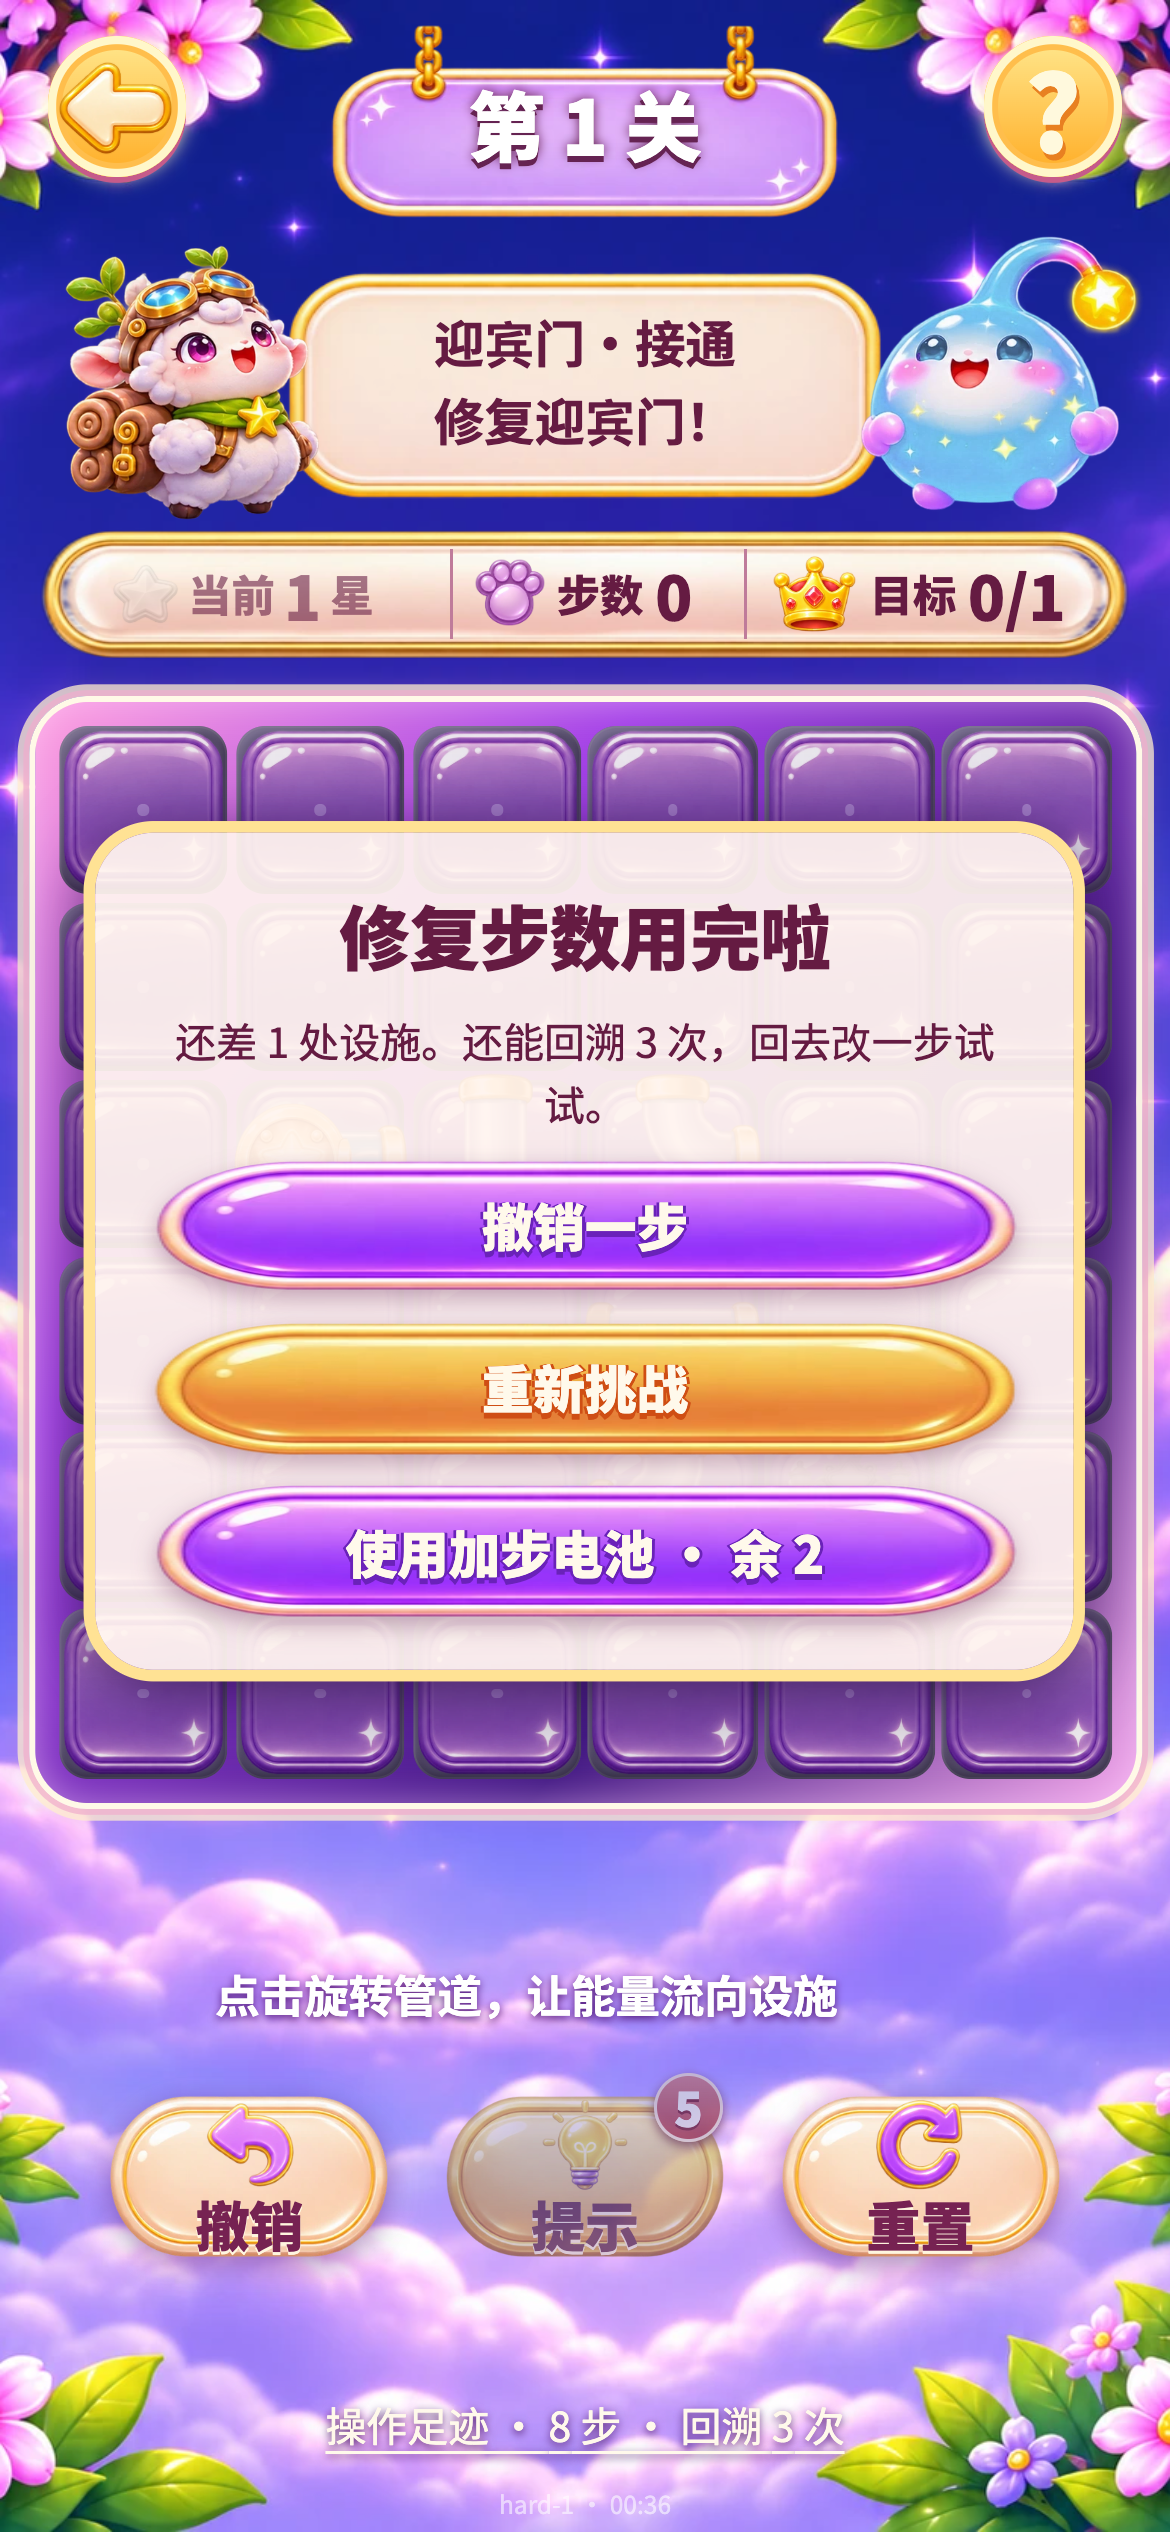 第 1 关
?
迎宾门·接通
修复迎宾门!
当前 1 星
步数 0
目标 0/1
修复步数用完啦
还差 1 处设施。还能回溯 3 次，回去改一步试
试。
撤销一步
重新挑战
使用加步电池 · 余 2
点击旋转管道，让能量流向设施
撤销
提示
5
重置
操作足迹 · 8 步 · 回溯 3 次
hard-1 · 00:36